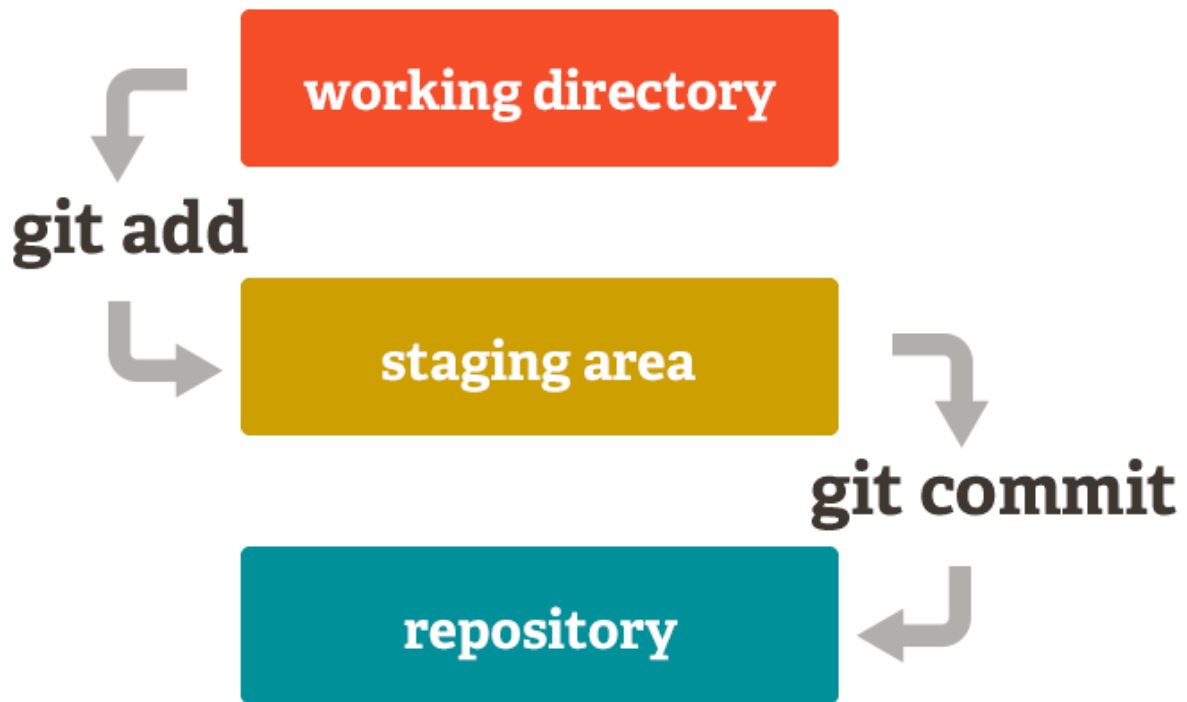 working directory
git add
staging area
git commit
repository